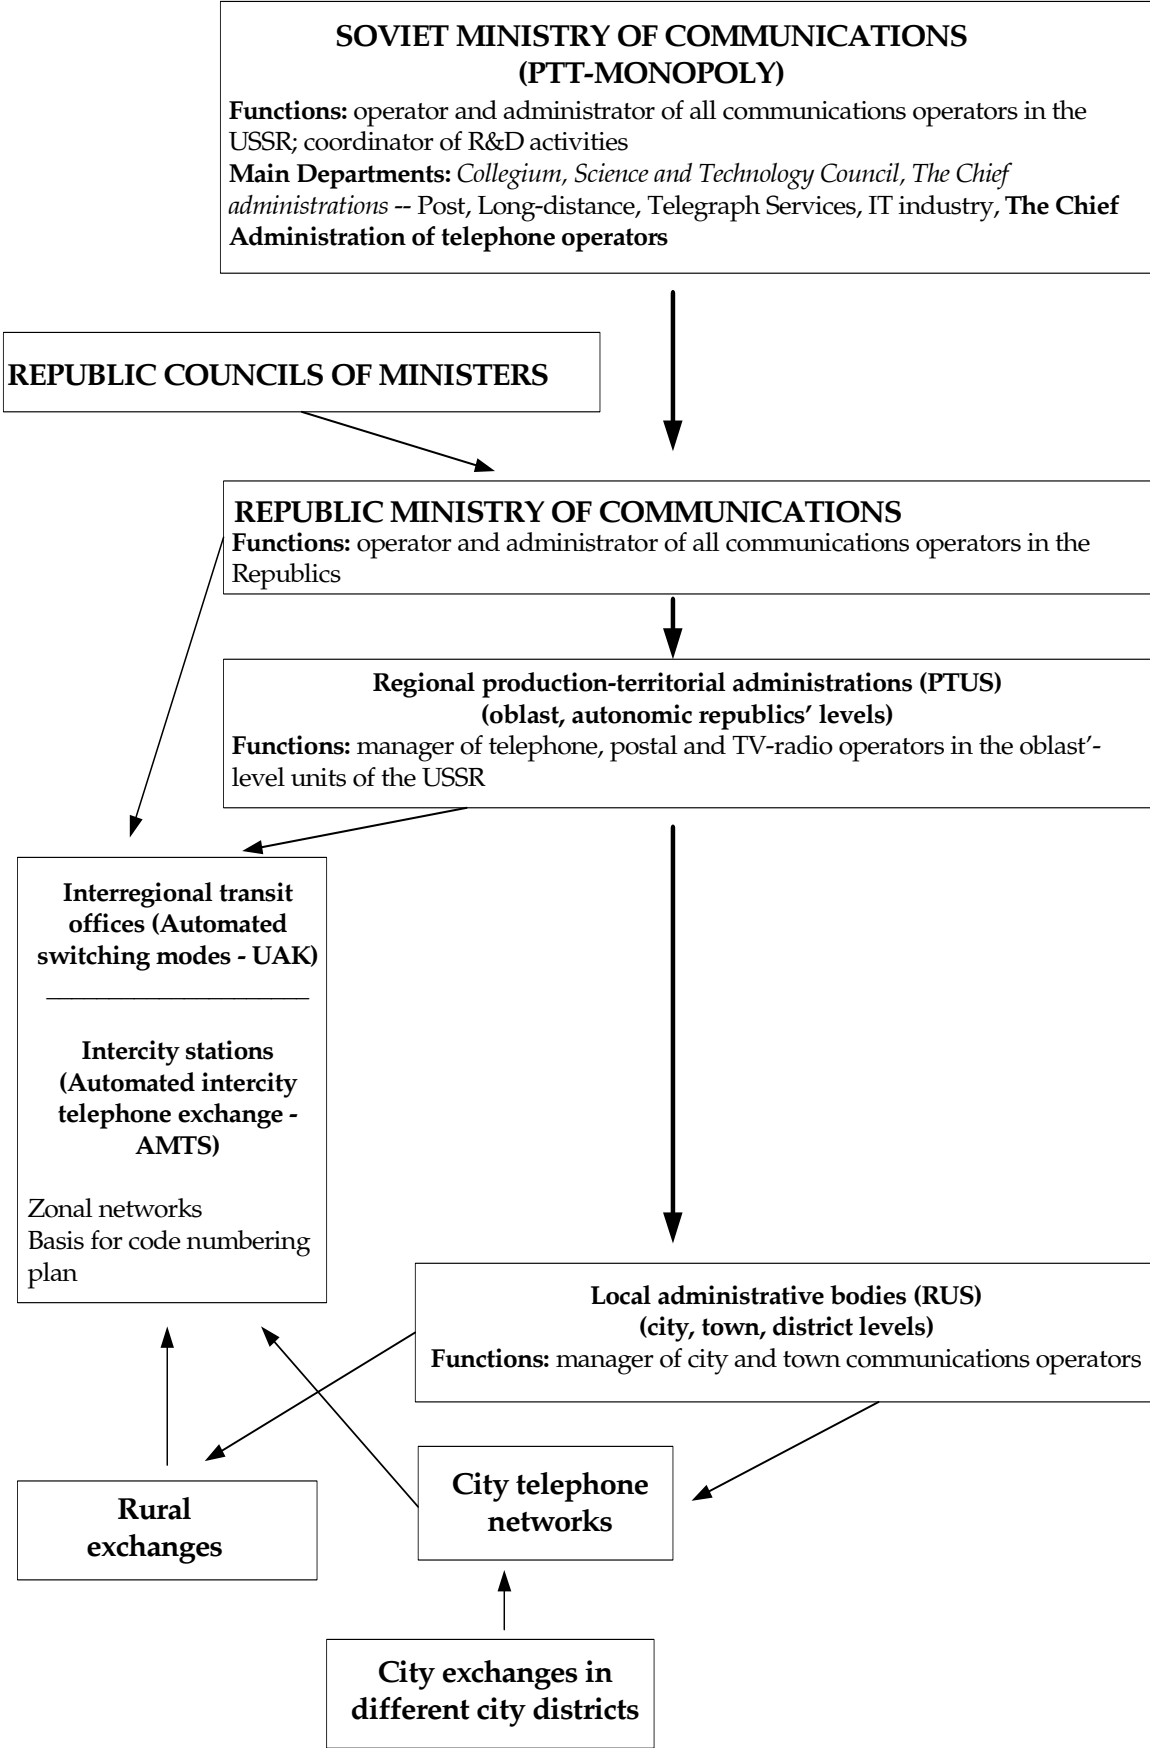 SOVIET MINISTRY OF COMMUNICATIONS
(PTT-MONOPOLY)
Functions: operator and administrator of all communications operators in the
USSR; coordinator of R&D activities
Main Departments: Collegium, Science and Technology Council, The Chief
administrations -- Post, Long-distance, Telegraph Services, IT industry, The Chief
Administration of telephone operators
REPUBLIC COUNCILS OF MINISTERS
REPUBLIC MINISTRY OF COMMUNICATIONS
Functions: operator and administrator of all communications operators in the
Republics
Regional production-territorial administrations (PTUS)
(oblast, autonomic republics’ levels)
Functions: manager of telephone, postal and TV-radio operators in the oblast’-
level units of the USSR
Interregional transit
offices (Automated
switching modes - UAK)
Intercity stations
(Automated intercity
telephone exchange -
AMTS)
Zonal networks
Basis for code numbering
plan
Local administrative bodies (RUS)
(city, town, district levels)
Functions: manager of city and town communications operators
Rural
exchanges
City telephone
networks
City exchanges in
different city districts